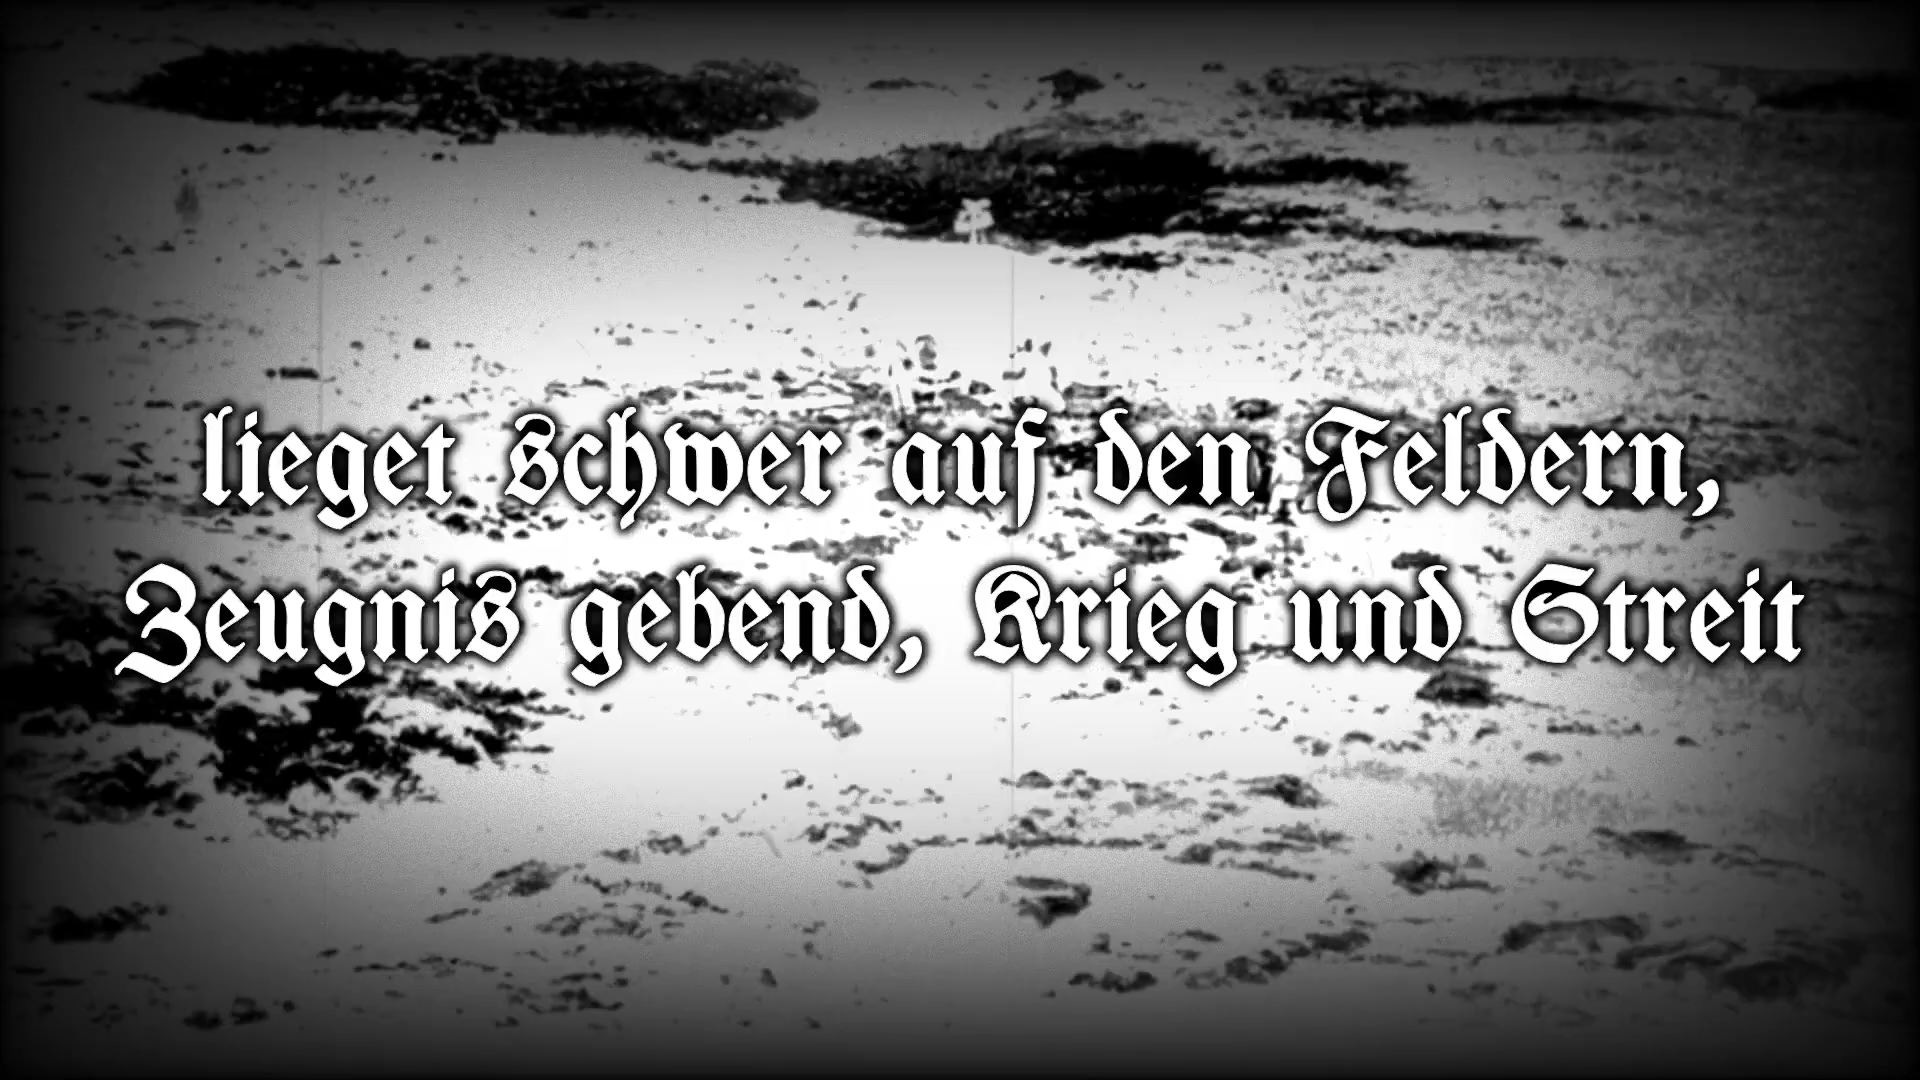 lieget schwer auf den Feldern,
Zeugnis gebend, Krieg und Streit